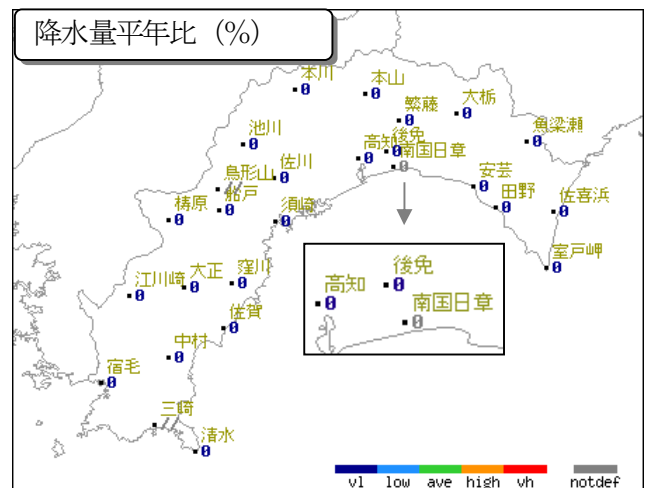 降水量平年比 (%)
本川
0
本山
0
大栃
0
繁藤
0
魚梁瀬
0
池川
0
後免
0
高知
0
南国日章
0
鳥形山
//
佐川
0
安芸
0
船戸
0
梼原
0
須崎
0
田野
0
佐喜浜
0
室戸岬
0
後免
0
高知
0
南国日章
0
江川崎
0
大正
0
窪川
0
佐賀
0
中村
0
宿毛
0
三崎
//
清水
0
vl low ave high vh notdef